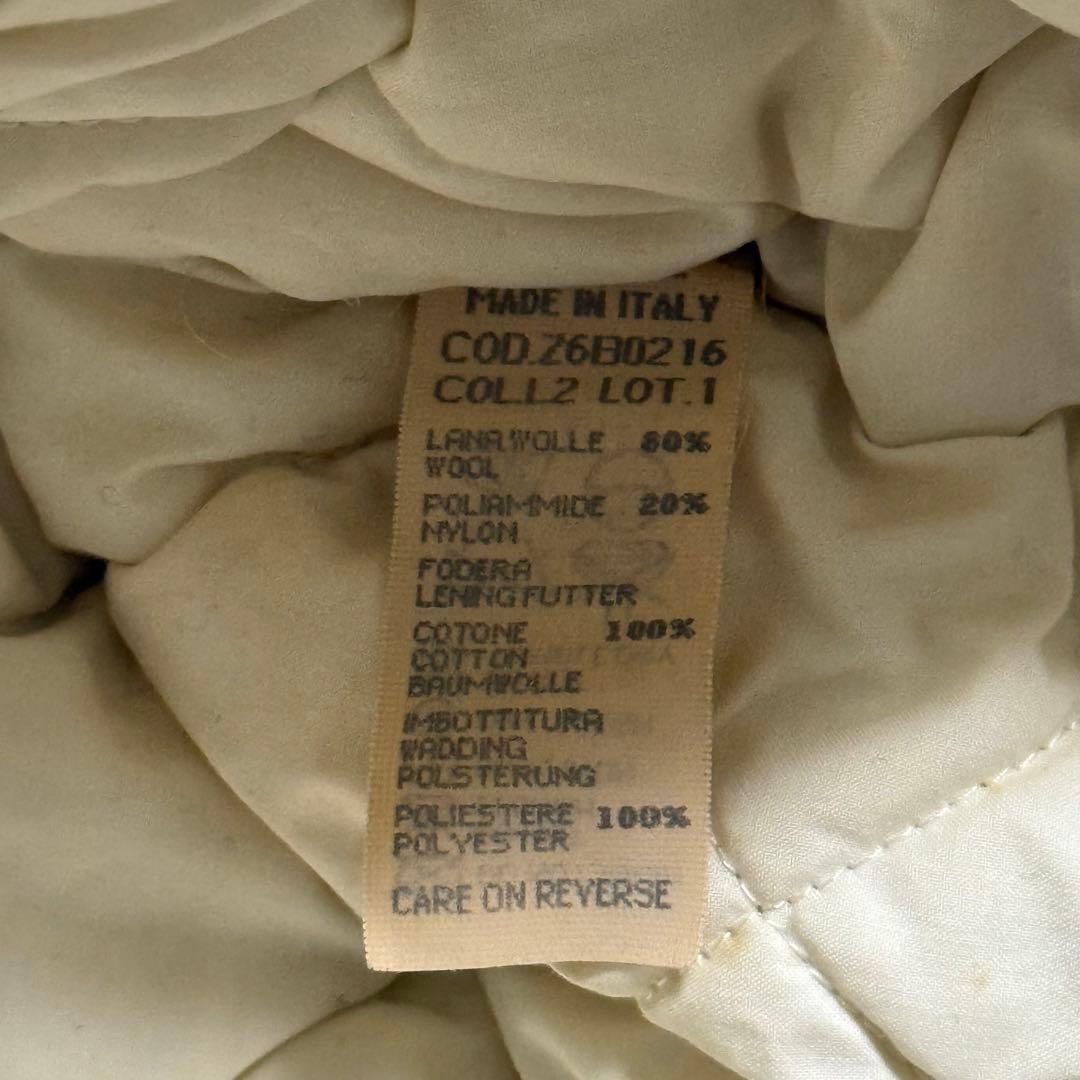 MADE IN ITALY
COD.Z6B0216
COLL2 LOT.1
LANA WOLLE 80%
WOOL
POLIAMMIDE 20%
NYLON
FODERA
LENING FUTTER
COTONE 100%
COTTON
BAUMWOLLE
IMBOTTITURA
WADDING
POLSTERUNG
POLIESTERE 100%
POLYESTER
CARE ON REVERSE